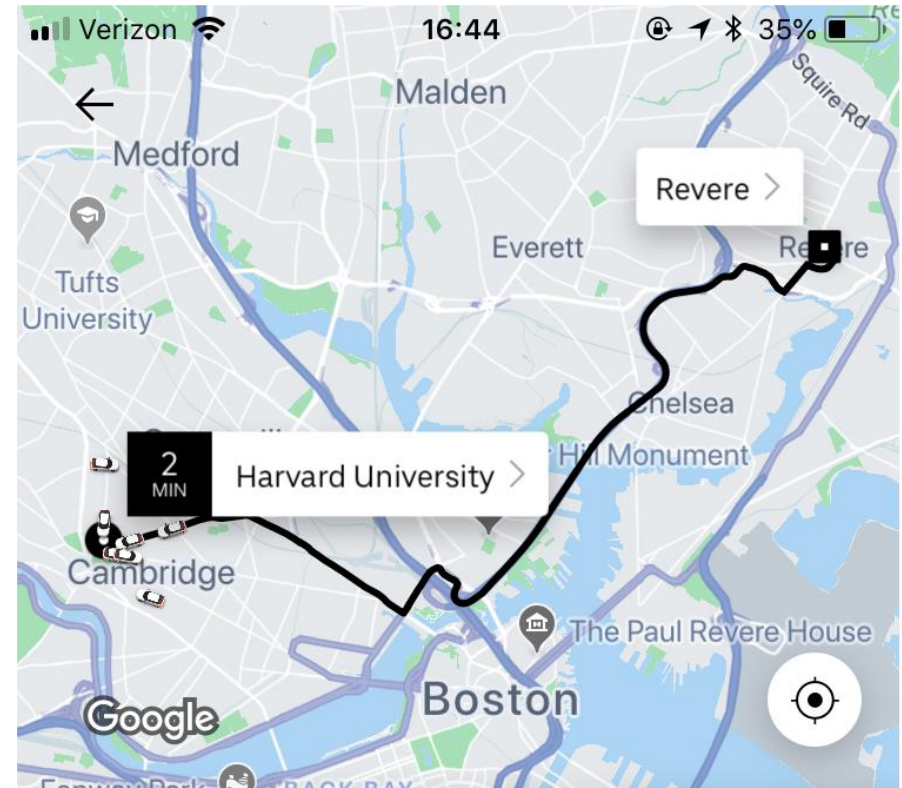 Verizon 16:44 35%
Squire Rd
Malden
Medford
Revere >
Everett
Tufts
University
Chelsea
Hill Monument
2
MIN
Harvard University >
Cambridge
The Paul Revere House
Boston
Google